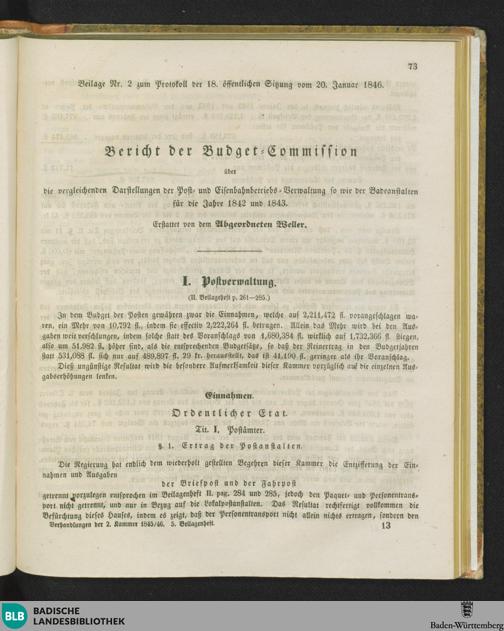 73
Beilage Nr. 2 zum Protokoll der 18. öffentlichen Sitzung vom 20. Januar 1846.
Bericht der Budget-Commission
über
die vergleichenden Darstellungen der Post- und Eisenbahnbetriebs-Verwaltung so wie der Badeanstalten
für die Jahre 1842 und 1843.
Erstattet von dem Abgeordneten Weller.
I. Postverwaltung.
(II. Beilagenheft p. 261—285.)
In dem Budget der Posten gewähren zwar die Einnahmen, welche auf 2,211,472 fl. vorangeschlagen wa-
ren, ein Mehr von 10,792 fl., indem sie effectiv 2,222,264 fl. betragen. Allein das Mehr wird bei den Aus-
gaben weit verschlungen, indem solche statt des Voranschlags von 1,680,384 fl. wirklich auf 1,732,366 fl. stiegen,
also um 51,982 fl. höher sind, als die entsprechenden Budgetsätze, so daß der Reinertrag in den Budgetjahren
statt 531,088 fl. sich nur auf 489,897 fl. 29 kr. herausstellt, das ist 41,190 fl. geringer als ihr Voranschlag.
Dieß ungünstige Resultat wird die besondere Aufmerksamkeit dieser Kammer vorzüglich auf die einzelnen Aus-
gabserhöhungen lenken.
Einnahmen.
Ordentlicher Etat.
Tit. I. Postämter.
§ 1. Ertrag der Postanstalten.
Die Regierung hat endlich dem wiederholt gestellten Begehren dieser Kammer die Entzifferung der Ein-
nahmen und Ausgaben
der Briefpost und der Fahrpost
getrennt vorzulegen entsprochen im Beilagenheft II. pag. 284 und 285, jedoch den Paquet- und Personentrans-
port nicht getrennt, und nur in Bezug auf die Lokalpostanstalten. Das Resultat rechtfertigt vollkommen die
Befürchtung dieses Hauses, indem es zeigt, daß der Personentransport nicht allein nichts ertragen, sondern den
Verhandlungen der 2. Kammer 1845/46. 5. Beilagenheft.
13
BLB
BADISCHE
LANDESBIBLIOTHEK
Baden-Württemberg